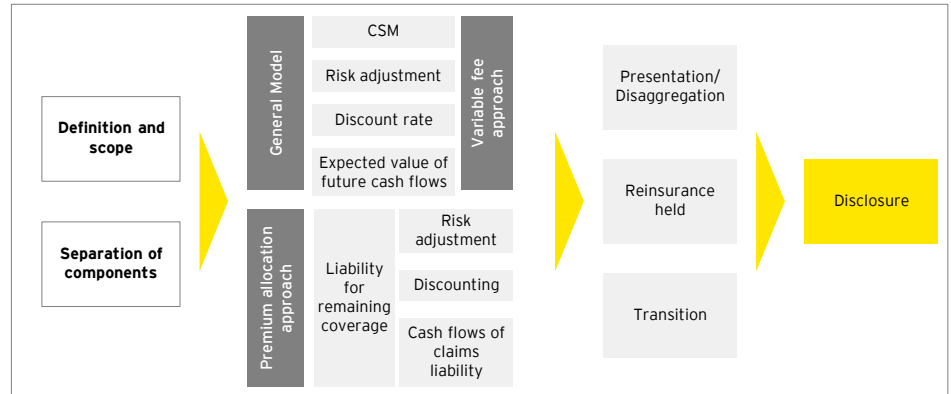 Definition and
scope
Separation of
components
General Model
CSM
Risk adjustment
Discount rate
Expected value of
future cash flows
Variable fee
approach
Premium allocation
approach
Liability
for
remaining
coverage
Risk
adjustment
Discounting
Cash flows of
claims
liability
Presentation/
Disaggregation
Reinsurance
held
Transition
Disclosure